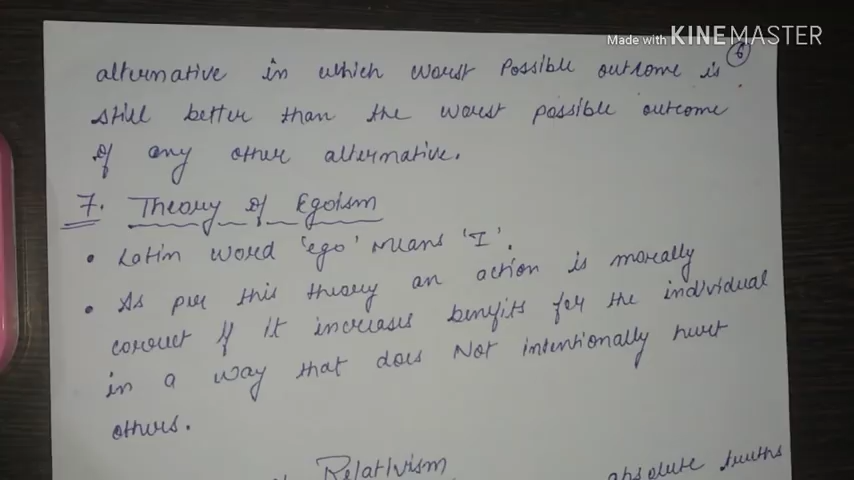 Made with KINEMASTER
6
alternative in which worst possible outcome is
still better than the worst possible outcome
of any other alternative.
7. Theory of Egoism
• Latin word 'ego' means 'I'.
• As per this theory an action is morally
correct if it increases benefits for the individual
in a way that does Not intentionally hurt
others.
Relativism
absolute truths